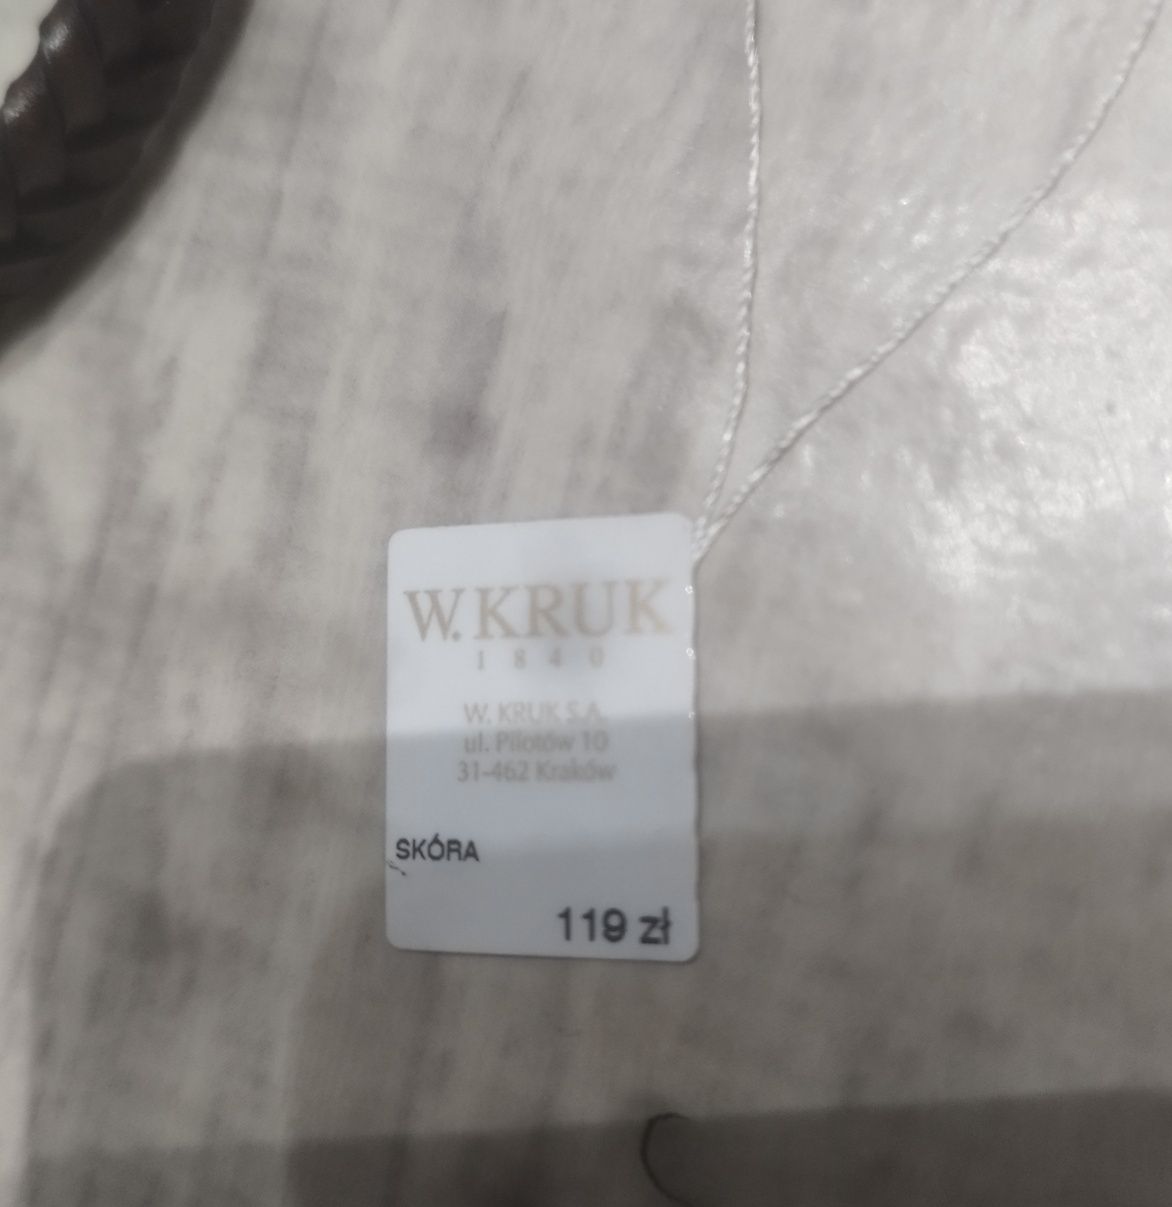 W.KRUK
1840
W. KRUK S.A.
ul. Pilotów 10
31-462 Kraków
SKÓRA
119 zł